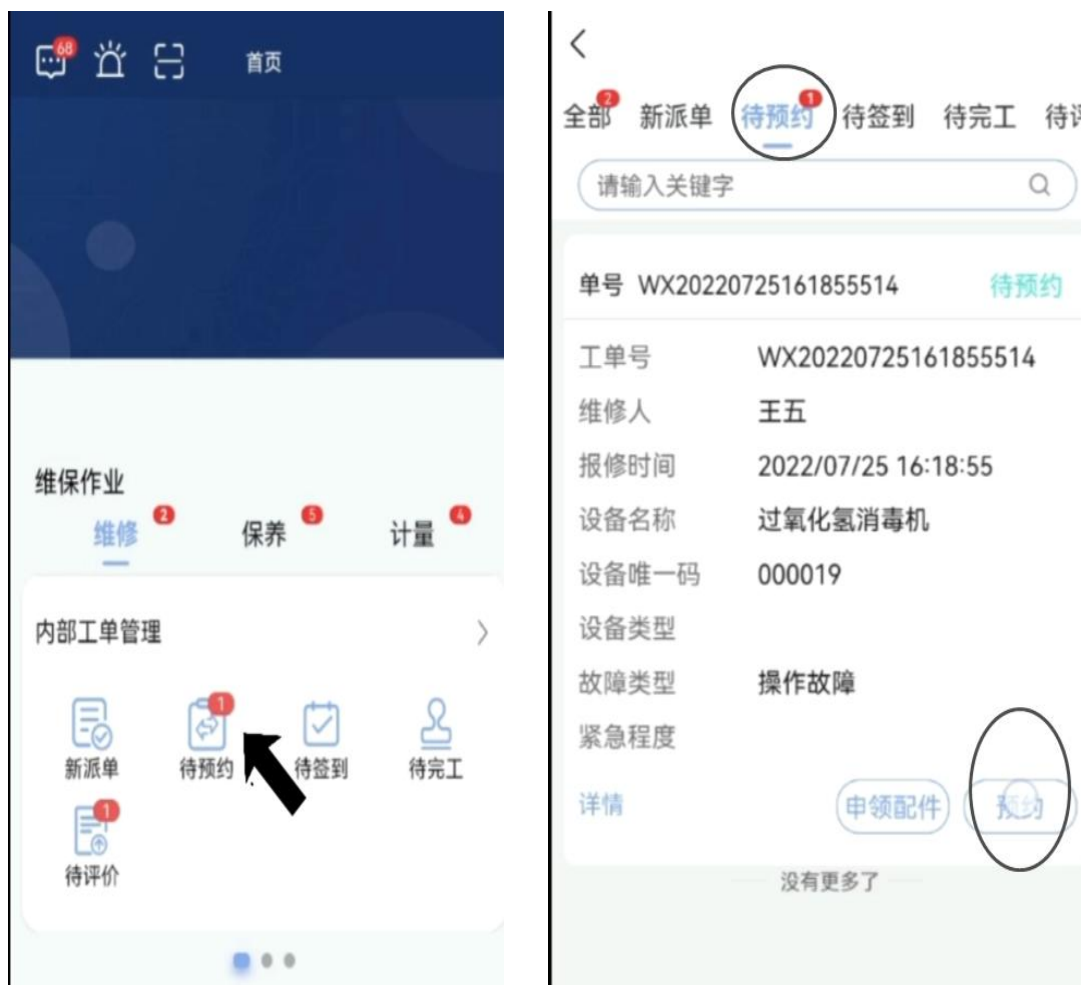 68
首页
维保作业
维修 2 保养 5 计量 4
内部工单管理
1
新派单 待预约 待签到 待完工
1
待评价
2 1
全部 新派单 待预约 待签到 待完工 待评
请输入关键字
单号 WX20220725161855514 待预约
工单号 WX20220725161855514
维修人 王五
报修时间 2022/07/25 16:18:55
设备名称 过氧化氢消毒机
设备唯一码 000019
设备类型
故障类型 操作故障
紧急程度
详情 申领配件 预约
没有更多了